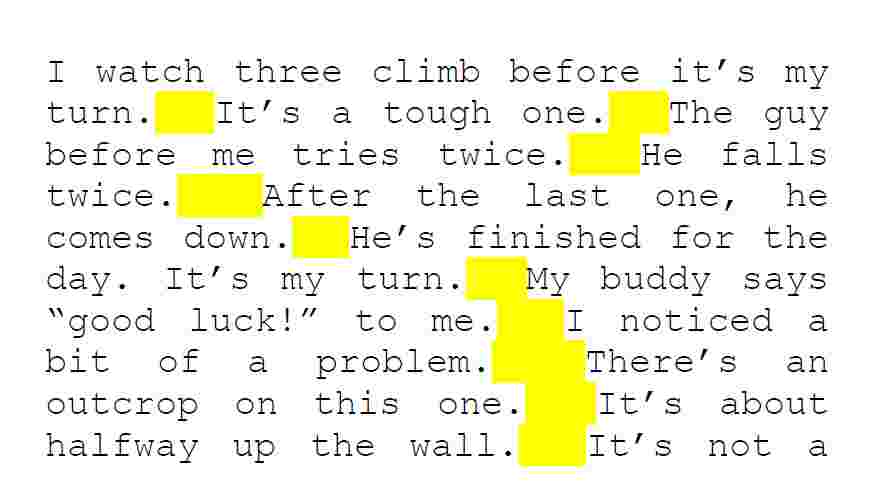 I watch three climb before it’s my
turn. It’s a tough one. The guy
before me tries twice. He falls
twice. After the last one, he
comes down. He’s finished for the
day. It’s my turn. My buddy says
“good luck!” to me. I noticed a
bit of a problem. There’s an
outcrop on this one. It’s about
halfway up the wall. It’s not a